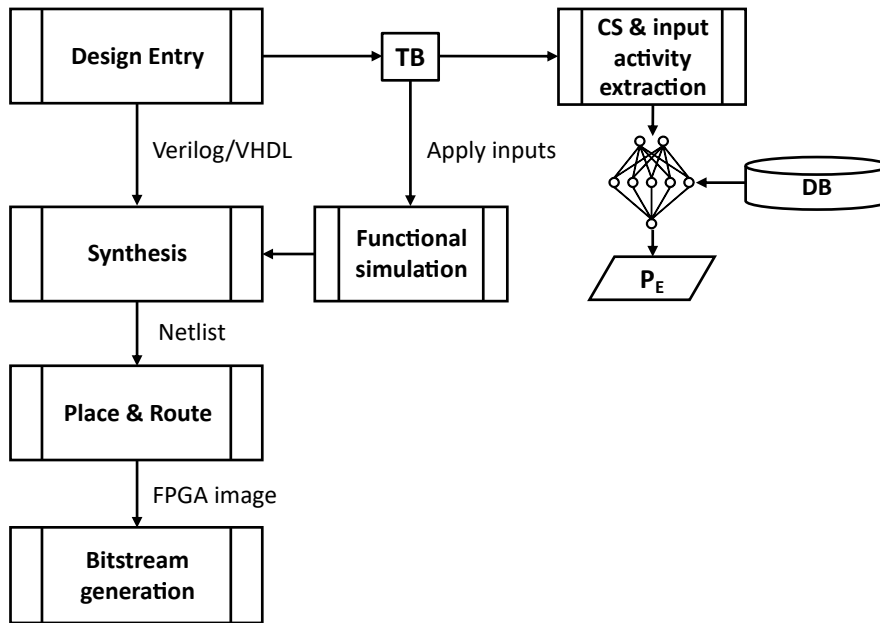 Design Entry
TB
CS & input
activity
extraction
Verilog/VHDL
Apply inputs
DB
Synthesis
Functional
simulation
PE
Netlist
Place & Route
FPGA image
Bitstream
generation